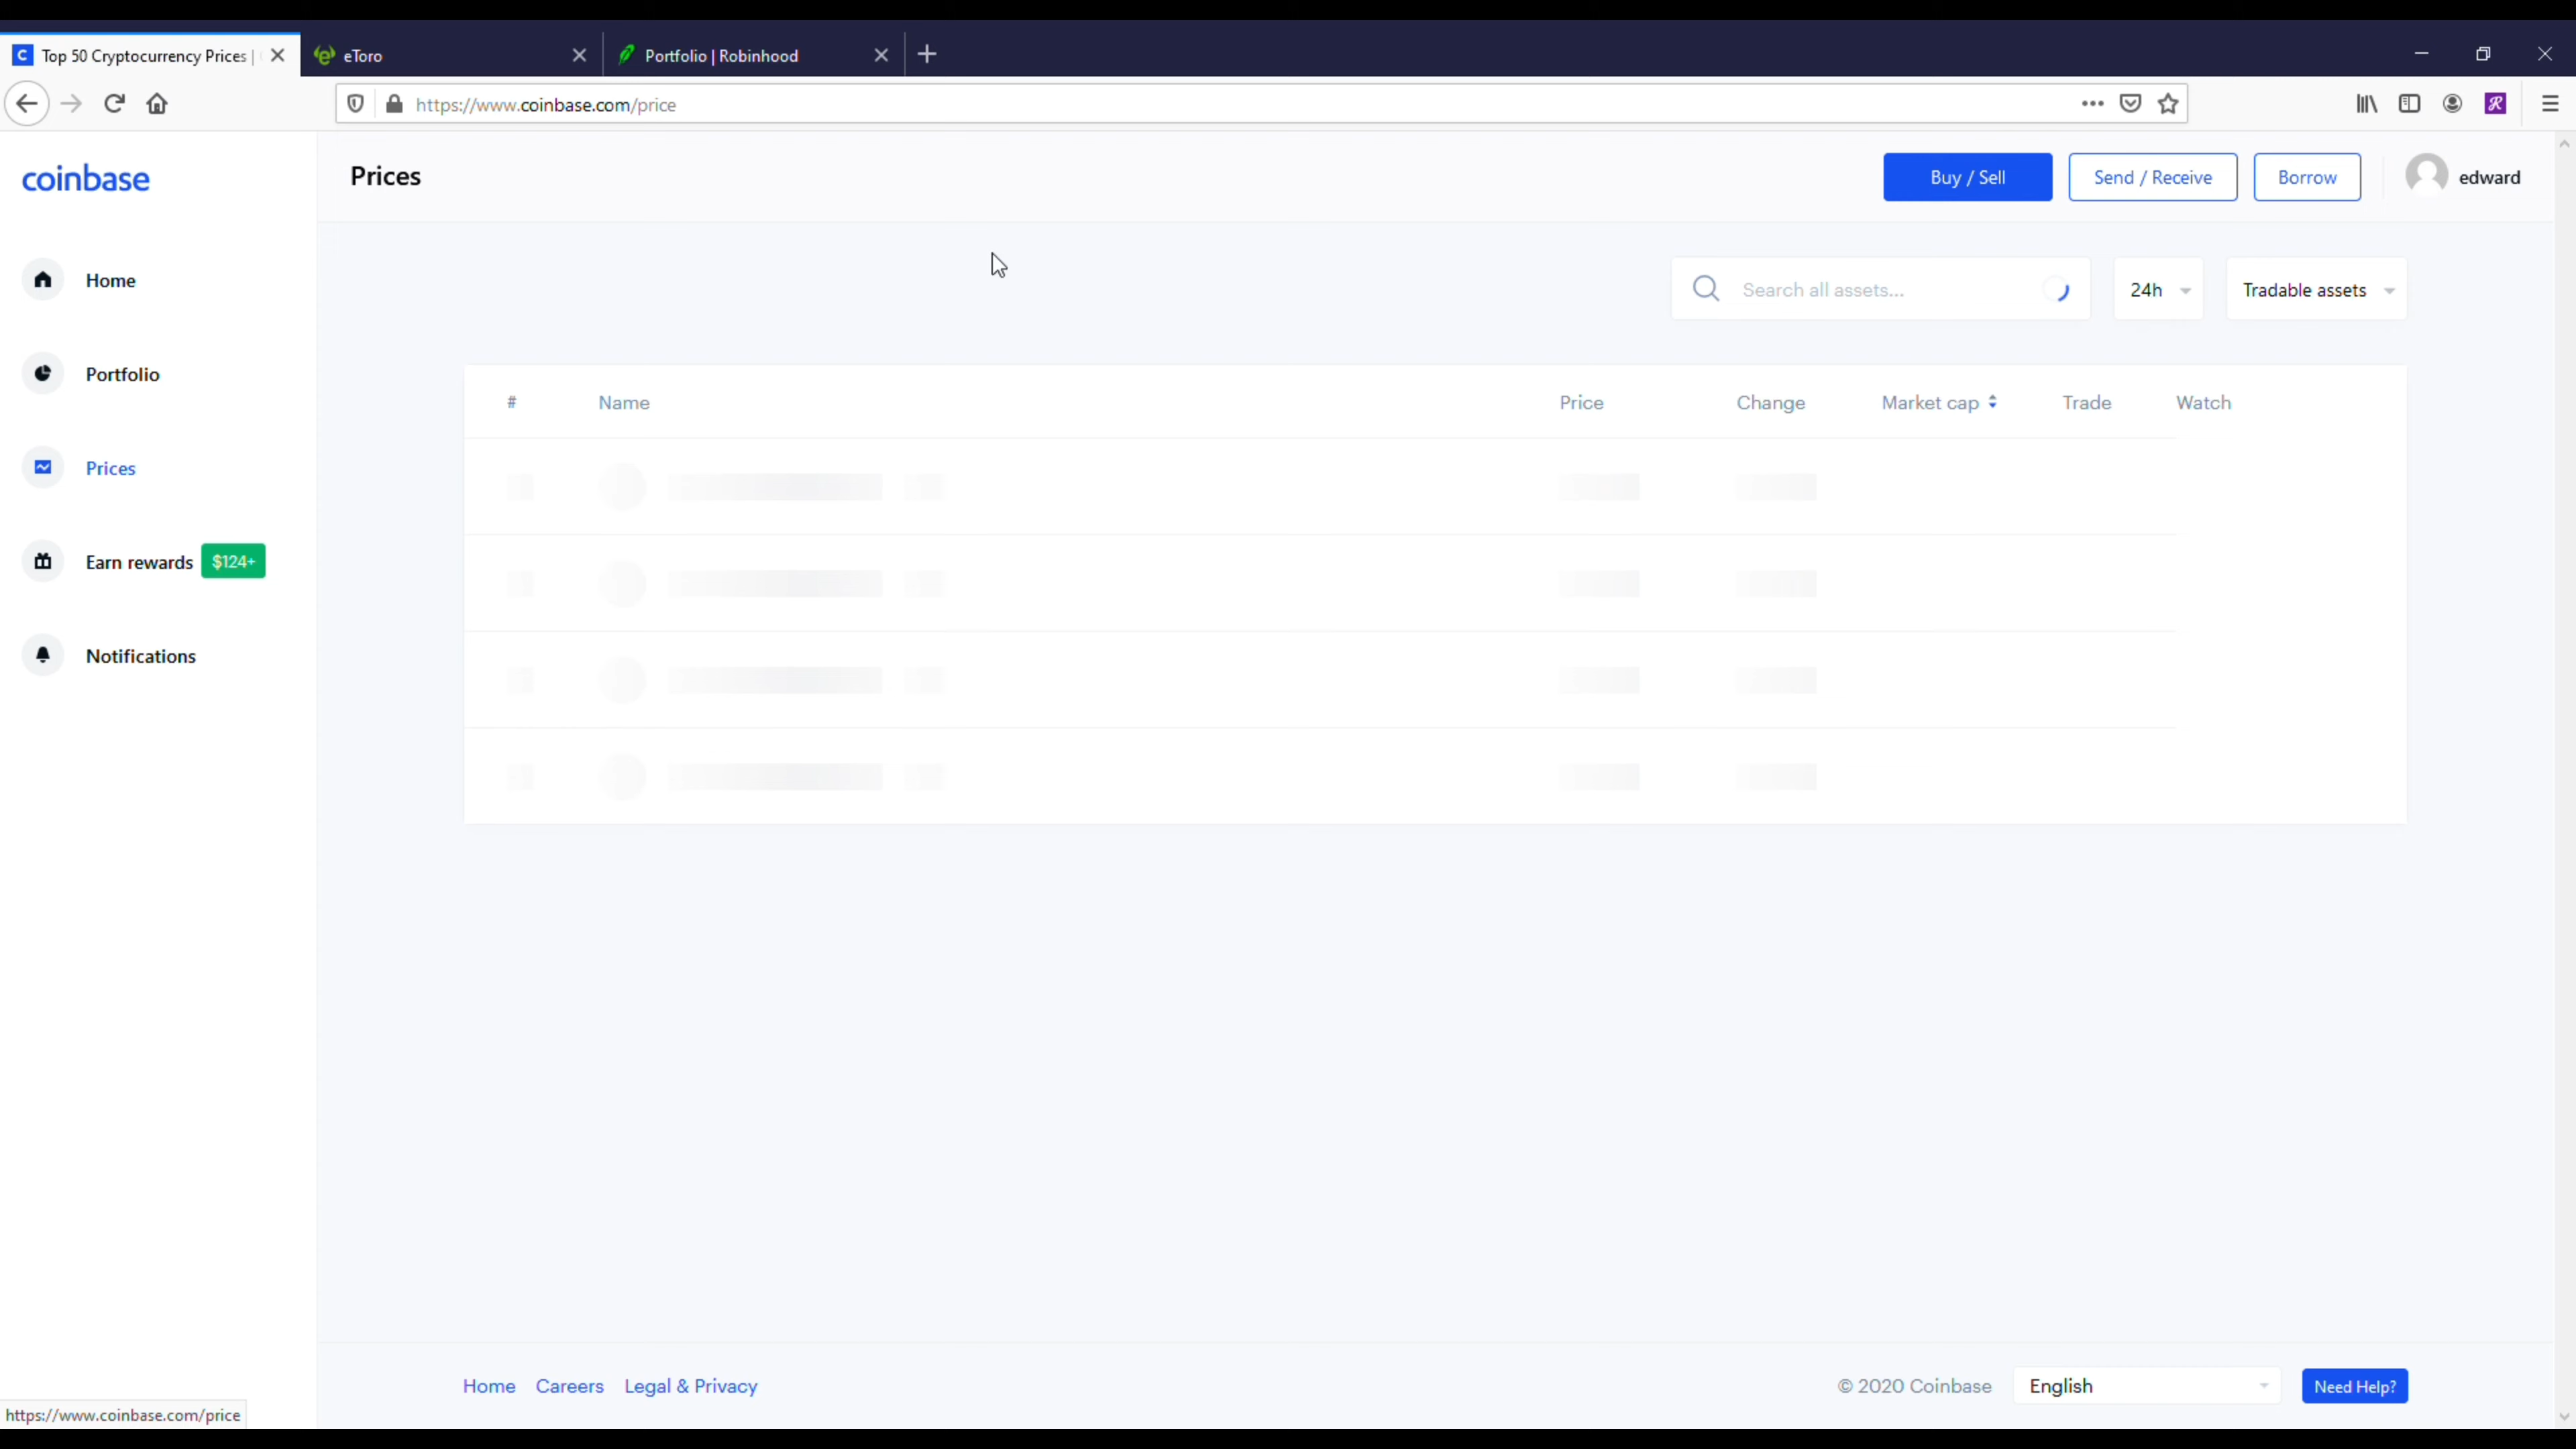 Top 50 Cryptocurrency Prices |
eToro
Portfolio | Robinhood
https://www.coinbase.com/price
coinbase
Prices
Buy / Sell
Send / Receive
Borrow
edward
Home
Portfolio
Prices
Earn rewards $124+
Notifications
Search all assets...
24h
Tradable assets
# Name Price Change Market cap Trade Watch
Home Careers Legal & Privacy
© 2020 Coinbase
English
Need Help?
https://www.coinbase.com/price